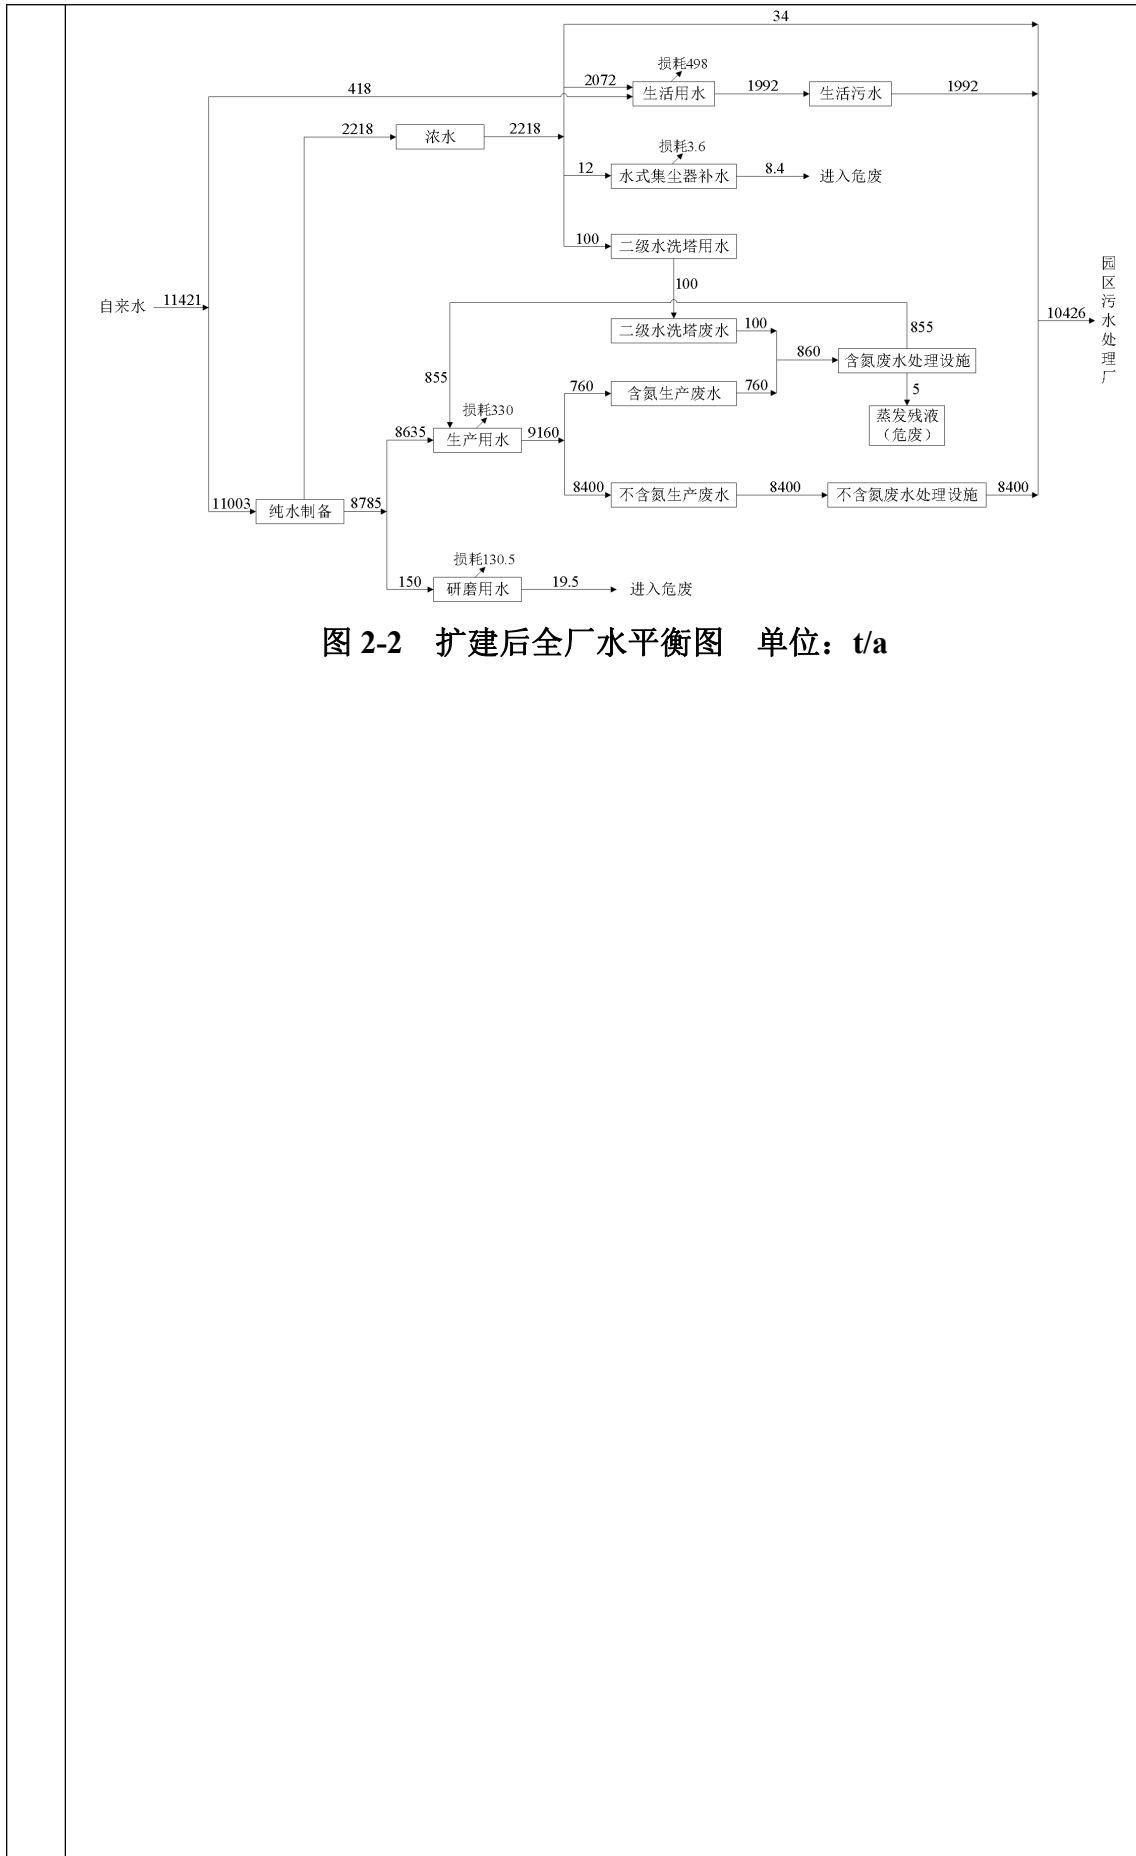 34
损耗498
2072
生活用水
1992
生活污水
1992
418
2218
浓水
2218
损耗3.6
12
水式集尘器补水
8.4
进入危废
100
二级水洗塔用水
100
自来水
11421
二级水洗塔废水
100
855
860
含氮废水处理设施
10426
园区污水处理厂
855
760
含氮生产废水
760
5
蒸发残液
（危废）
损耗330
8635
生产用水
9160
8400
不含氮生产废水
8400
不含氮废水处理设施
8400
11003
纯水制备
8785
损耗130.5
150
研磨用水
19.5
进入危废
图 2-2 扩建后全厂水平衡图 单位：t/a